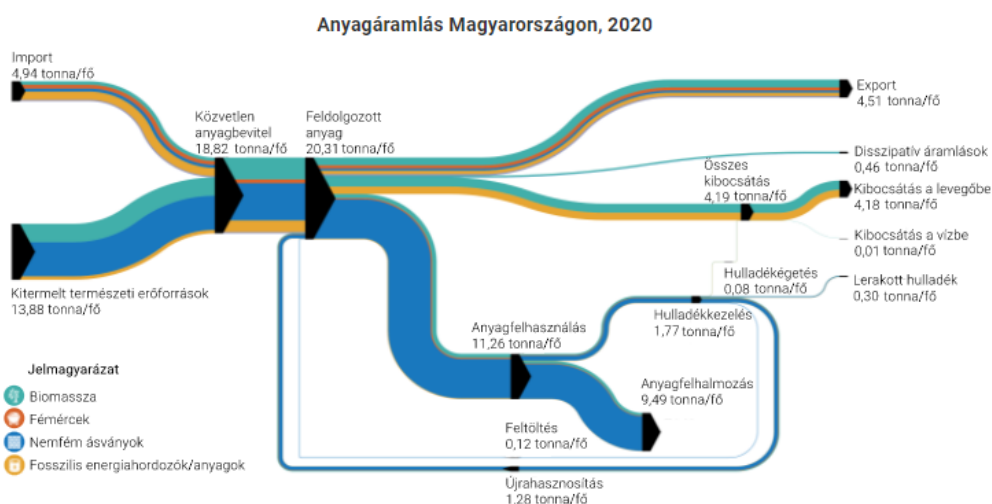 Anyagáramlás Magyarországon, 2020
Import
4,94 tonna/fő
Közvetlen
anyagbevitel
18,82 tonna/fő
Feldolgozott
anyag
20,31 tonna/fő
Export
4,51 tonna/fő
Disszipatív áramlások
0,46 tonna/fő
Összes
kibocsátás
4,19 tonna/fő
Kibocsátás a levegőbe
4,18 tonna/fő
Kibocsátás a vízbe
0,01 tonna/fő
Hulladékégetés
0,08 tonna/fő
Lerakott hulladék
0,30 tonna/fő
Kitermelt természeti erőforrások
13,88 tonna/fő
Hulladékkezelés
1,77 tonna/fő
Anyagfelhasználás
11,26 tonna/fő
Anyagfelhalmozás
9,49 tonna/fő
Feltöltés
0,12 tonna/fő
Újrahasznosítás
1,28 tonna/fő
Jelmagyarázat
Biomassza
Fémércek
Nemfém ásványok
Fosszilis energiahordozók/anyagok